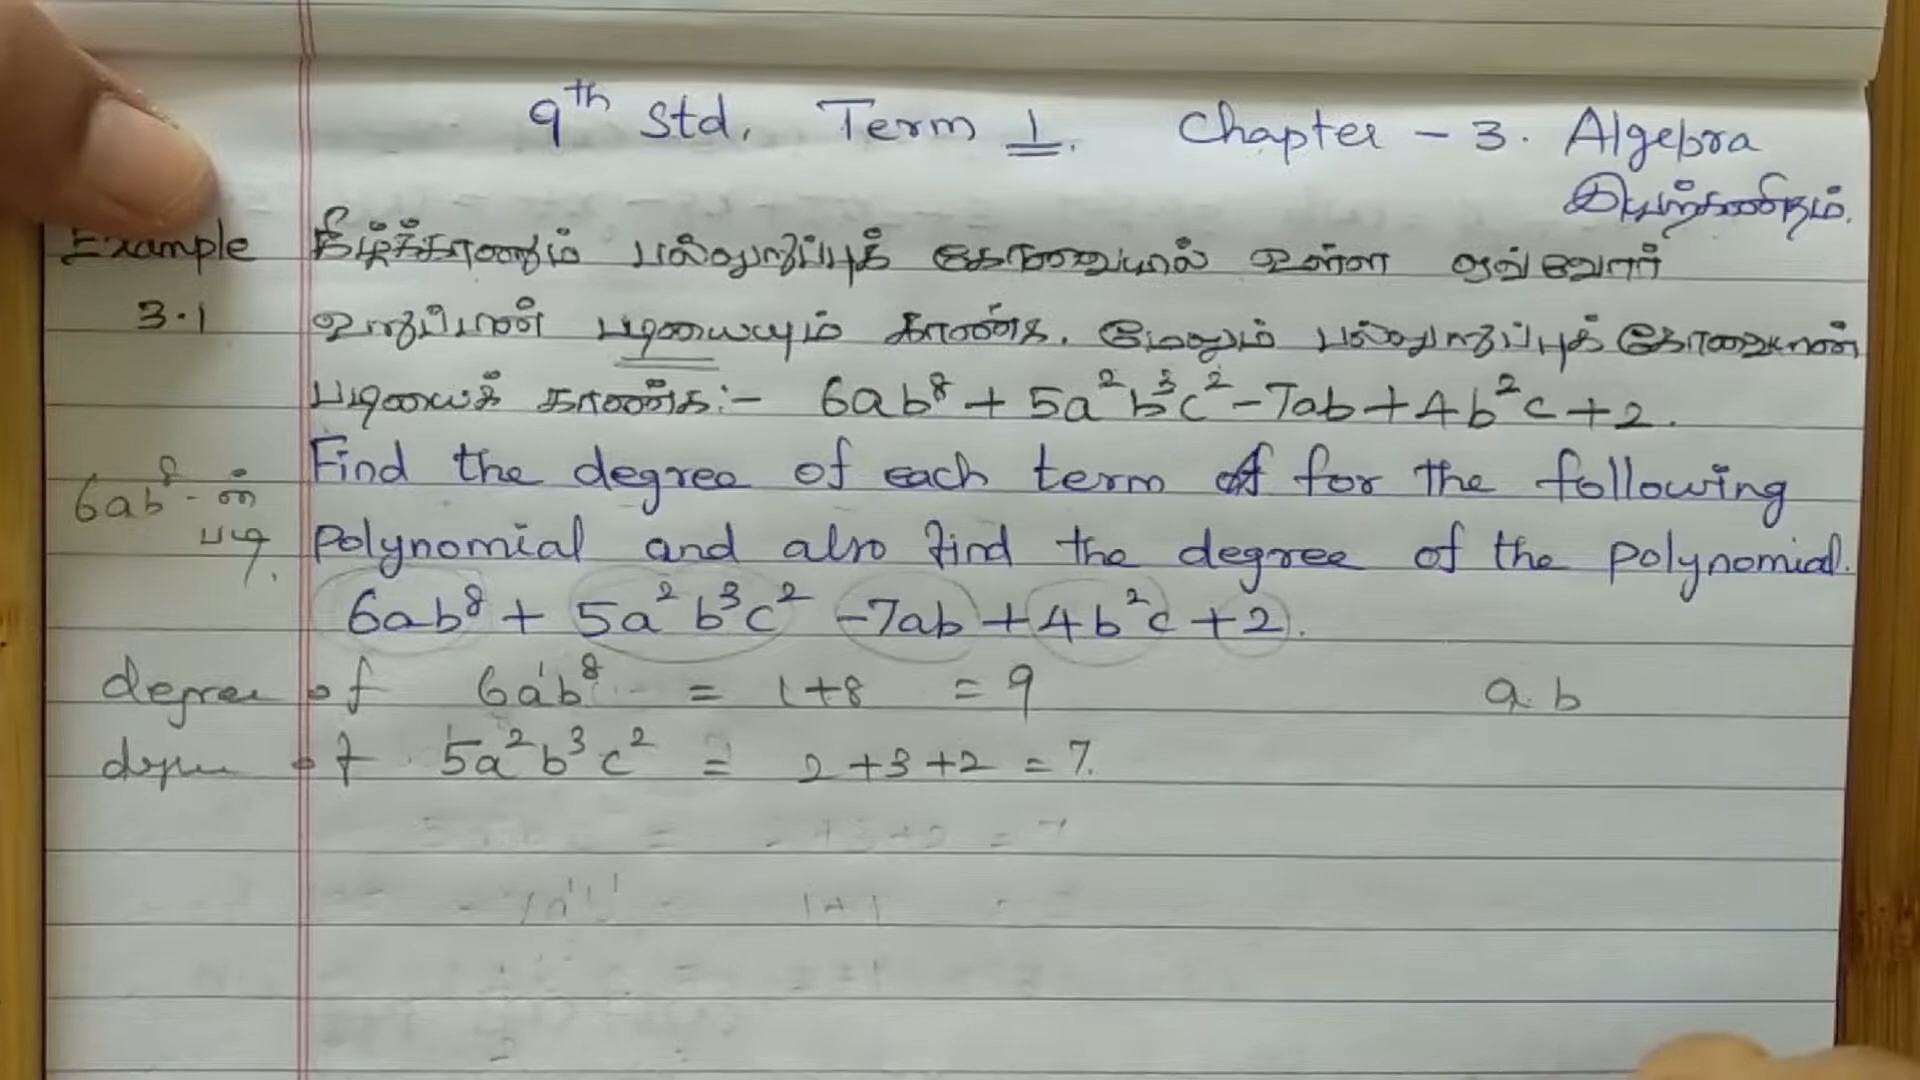 9th Std. Term 1. Chapter - 3. Algebra
இயற்கணிதம்.
Example 3.1
கீழ்க்காணும் பல்லுறுப்புக் கோவையில் உள்ள ஒவ்வோர்
உறுப்பின் படியையும் காண்க. மேலும் பல்லுறுப்புக் கோவையின்
படியைக் காண்க:- 6ab⁸ + 5a²b³c² - 7ab + 4b²c + 2.
Find the degree of each term for the following
polynomial and also find the degree of the polynomial.
6ab⁸ - ன் படி.
6ab⁸ + 5a²b³c² - 7ab + 4b²c + 2.
degree of 6a¹b⁸ = 1+8 = 9
a b
degree of 5a²b³c² = 2+3+2 = 7.